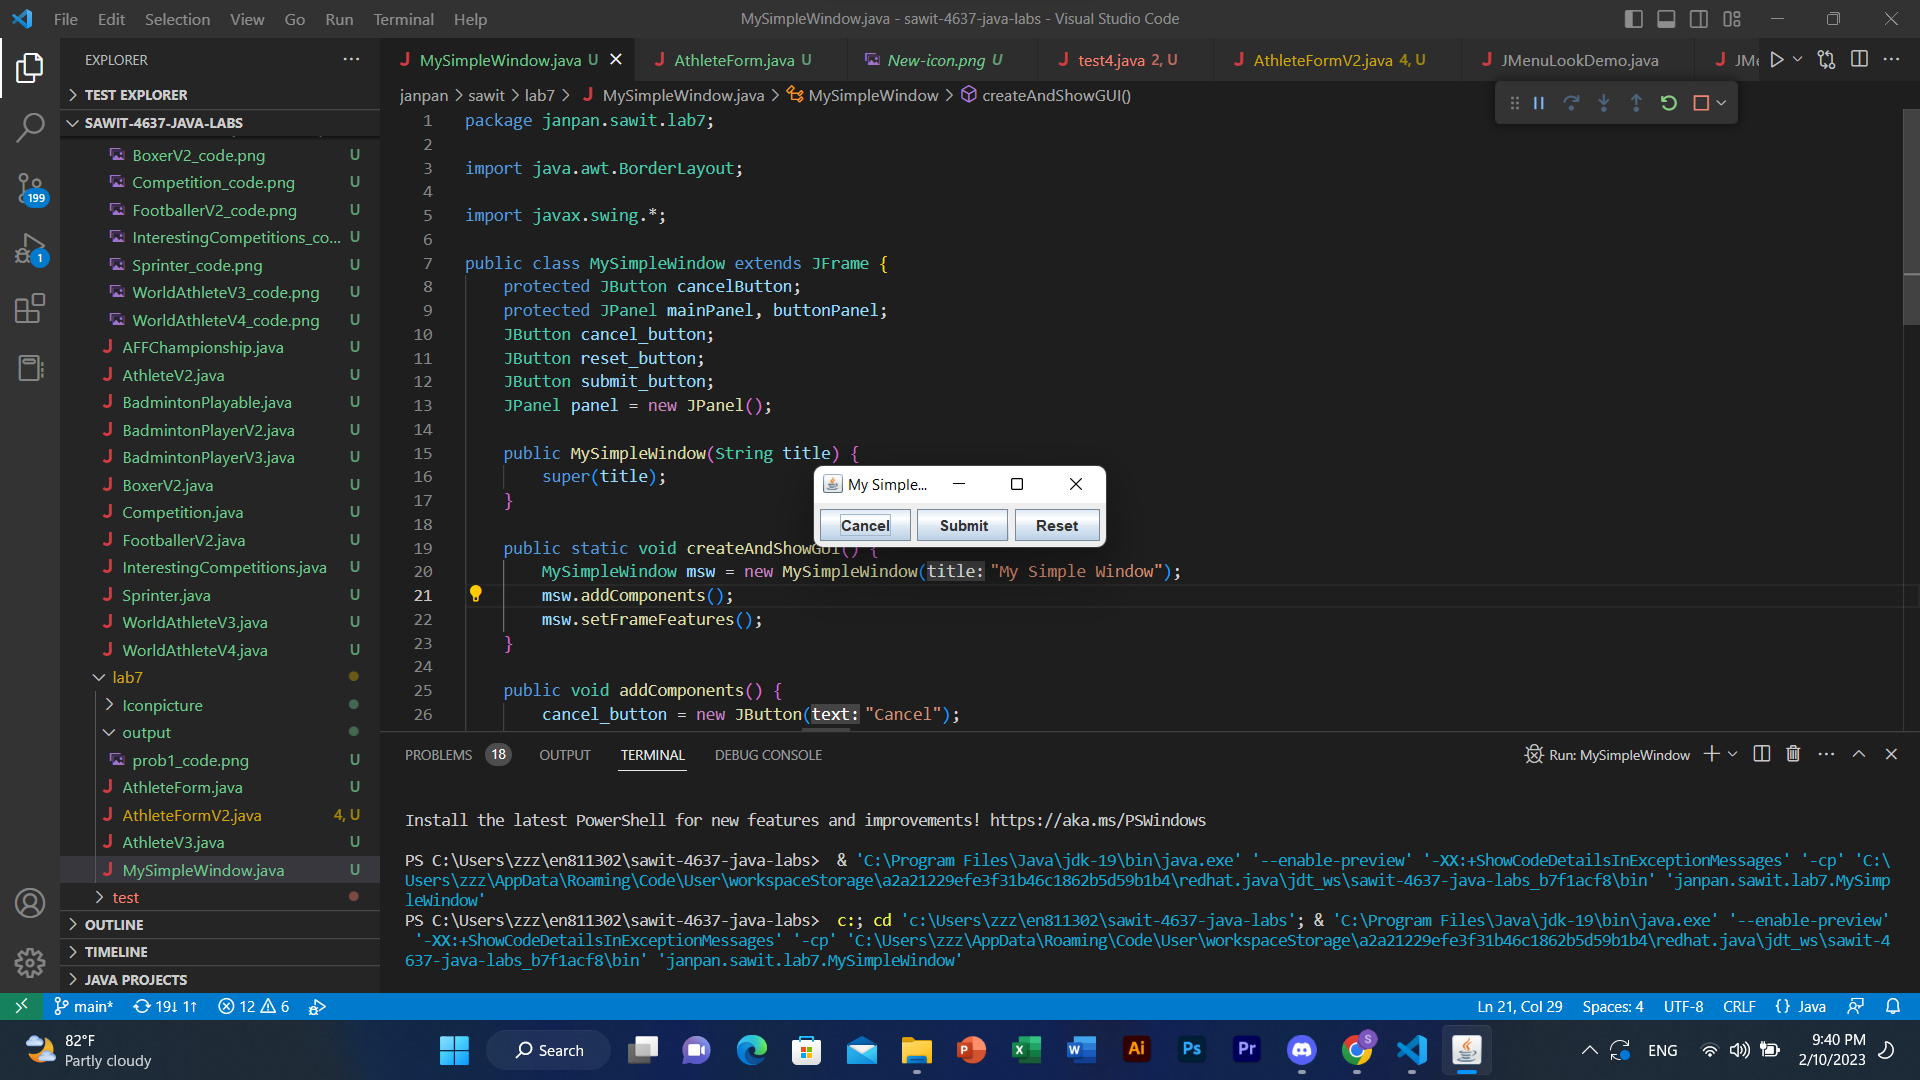 File Edit Selection View Go Run Terminal Help
MySimpleWindow.java - sawit-4637-java-labs - Visual Studio Code
EXPLORER
MySimpleWindow.java U
AthleteForm.java U
New-icon.png U
test4.java 2, U
AthleteFormV2.java 4, U
JMenuLookDemo.java
TEST EXPLORER
SAWIT-4637-JAVA-LABS
BoxerV2_code.png U
Competition_code.png U
FootballerV2_code.png U
InterestingCompetitions_co... U
Sprinter_code.png U
WorldAthleteV3_code.png U
WorldAthleteV4_code.png U
AFFChampionship.java U
AthleteV2.java U
BadmintonPlayable.java U
BadmintonPlayerV2.java U
BadmintonPlayerV3.java U
BoxerV2.java U
Competition.java U
FootballerV2.java U
InterestingCompetitions.java U
Sprinter.java U
WorldAthleteV3.java U
WorldAthleteV4.java U
lab7
Iconpicture
output
prob1_code.png U
AthleteForm.java U
AthleteFormV2.java 4, U
AthleteV3.java U
MySimpleWindow.java U
test
OUTLINE
TIMELINE
JAVA PROJECTS
199
1
janpan > sawit > lab7 > MySimpleWindow.java > MySimpleWindow > createAndShowGUI()
1 package janpan.sawit.lab7;
2
3 import java.awt.BorderLayout;
4
5 import javax.swing.*;
6
7 public class MySimpleWindow extends JFrame {
8 protected JButton cancelButton;
9 protected JPanel mainPanel, buttonPanel;
10 JButton cancel_button;
11 JButton reset_button;
12 JButton submit_button;
13 JPanel panel = new JPanel();
14
15 public MySimpleWindow(String title) {
16 super(title);
17 }
18
19 public static void createAndShowGUI() {
20 MySimpleWindow msw = new MySimpleWindow(title: "My Simple Window");
21 msw.addComponents();
22 msw.setFrameFeatures();
23 }
24
25 public void addComponents() {
26 cancel_button = new JButton(text: "Cancel");
My Simple...
Cancel Submit Reset
PROBLEMS 18 OUTPUT TERMINAL DEBUG CONSOLE
Run: MySimpleWindow
Install the latest PowerShell for new features and improvements! https://aka.ms/PSWindows
PS C:\Users\zzz\en811302\sawit-4637-java-labs> & 'C:\Program Files\Java\jdk-19\bin\java.exe' '--enable-preview' '-XX:+ShowCodeDetailsInExceptionMessages' '-cp' 'C:\
Users\zzz\AppData\Roaming\Code\User\workspaceStorage\a2a21229efe3f31b46c1862b5d59b1b4\redhat.java\jdt_ws\sawit-4637-java-labs_b7f1acf8\bin' 'janpan.sawit.lab7.MySimp
leWindow'
PS C:\Users\zzz\en811302\sawit-4637-java-labs> c:; cd 'c:\Users\zzz\en811302\sawit-4637-java-labs'; & 'C:\Program Files\Java\jdk-19\bin\java.exe' '--enable-preview'
'-XX:+ShowCodeDetailsInExceptionMessages' '-cp' 'C:\Users\zzz\AppData\Roaming\Code\User\workspaceStorage\a2a21229efe3f31b46c1862b5d59b1b4\redhat.java\jdt_ws\sawit-4
637-java-labs_b7f1acf8\bin' 'janpan.sawit.lab7.MySimpleWindow'
main* 19↓ 1↑ 12 6
Ln 21, Col 29 Spaces: 4 UTF-8 CRLF {} Java
82°F
Partly cloudy
Search
Ai Ps Pr
S
ENG
9:40 PM
2/10/2023